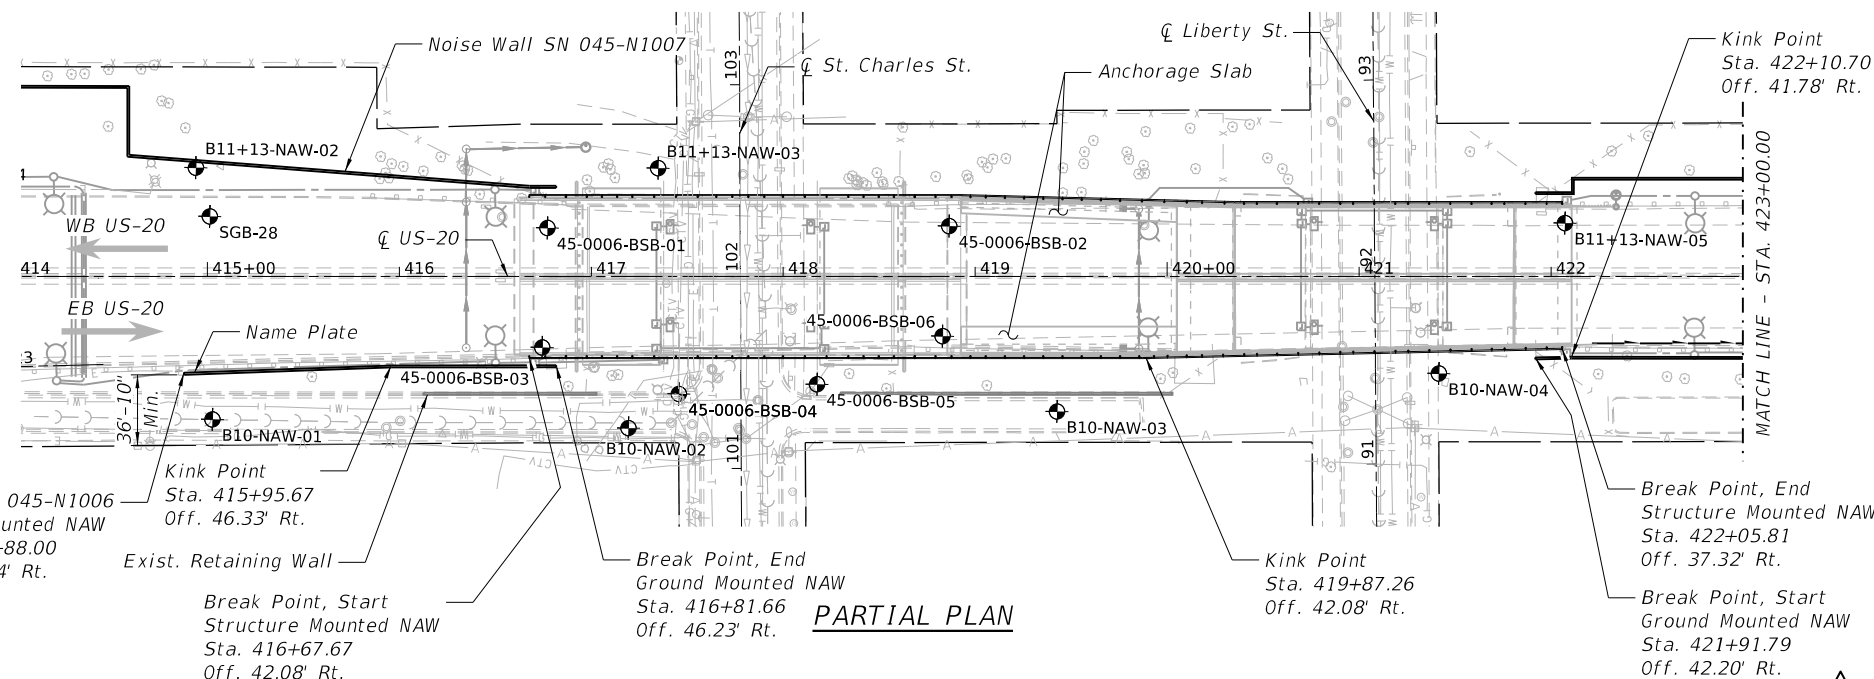 Noise Wall SN 045-N1007
103
℄ St. Charles St.
Anchorage Slab
℄ Liberty St.
93
Kink Point
Sta. 422+10.70
Off. 41.78' Rt.
B11+13-NAW-02
B11+13-NAW-03
SGB-28
WB US-20
℄ US-20
45-0006-BSB-01
102
45-0006-BSB-02
92
B11+13-NAW-05
414
415+00
416
417
418
419
420+00
421
422
MATCH LINE - STA. 423+00.00
EB US-20
Name Plate
45-0006-BSB-06
3
45-0006-BSB-03
36'-10"
Min.
B10-NAW-01
45-0006-BSB-04
45-0006-BSB-05
B10-NAW-02
B10-NAW-03
B10-NAW-04
101
91
CTV
CTV
Kink Point
Sta. 415+95.67
Off. 46.33' Rt.
045-N1006
unted NAW
+88.00
4' Rt.
Exist. Retaining Wall
Break Point, Start
Structure Mounted NAW
Sta. 416+67.67
Off. 42.08' Rt.
Break Point, End
Ground Mounted NAW
Sta. 416+81.66
Off. 46.23' Rt.
PARTIAL PLAN
Kink Point
Sta. 419+87.26
Off. 42.08' Rt.
Break Point, End
Structure Mounted NAW
Sta. 422+05.81
Off. 37.32' Rt.
Break Point, Start
Ground Mounted NAW
Sta. 421+91.79
Off. 42.20' Rt.